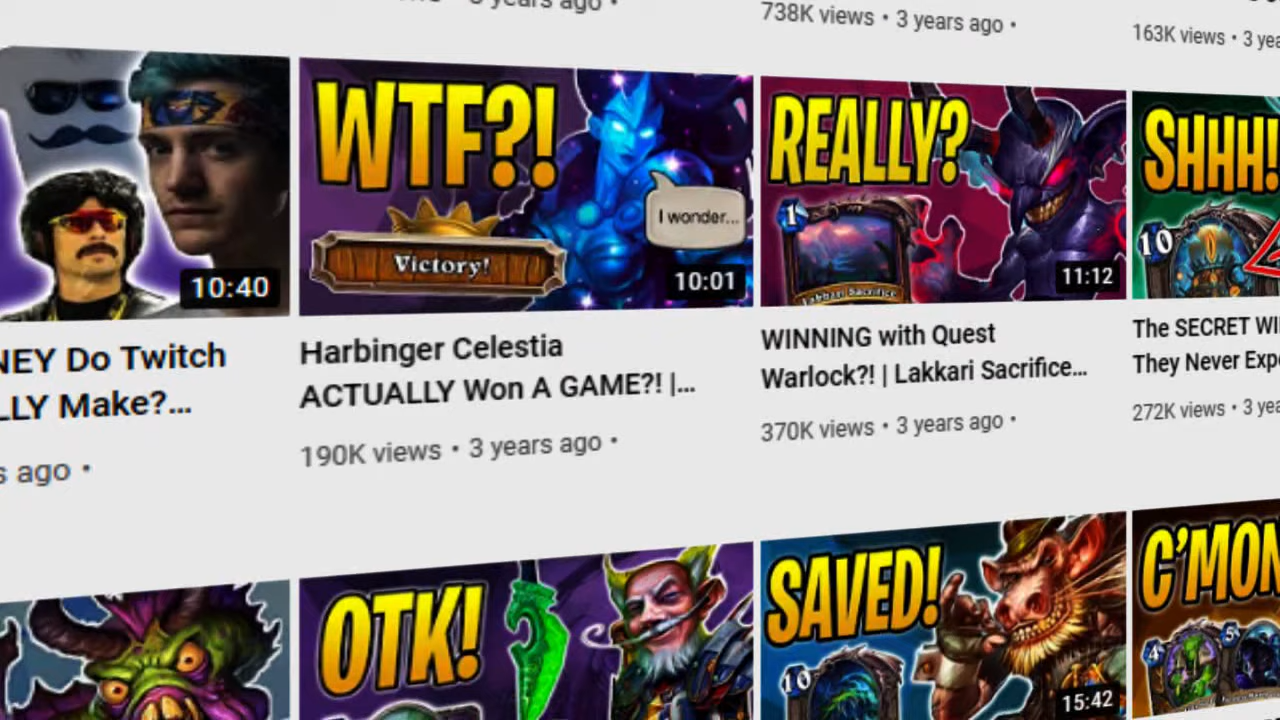 738K views • 3 years ago •
163K views • 3 yea
WTF?!
I wonder...
Victory!
10:40
10:01
REALLY?
1
Lakkari Sacrifice
11:12
SHHH!
10
NEY Do Twitch
LLY Make?...
s ago •
Harbinger Celestia
ACTUALLY Won A GAME?! |...
190K views • 3 years ago •
WINNING with Quest
Warlock?! | Lakkari Sacrifice...
370K views • 3 years ago •
The SECRET WI
They Never Expe
272K views • 3 yea
OTK!
SAVED!
10
15:42
C'MON
4
5